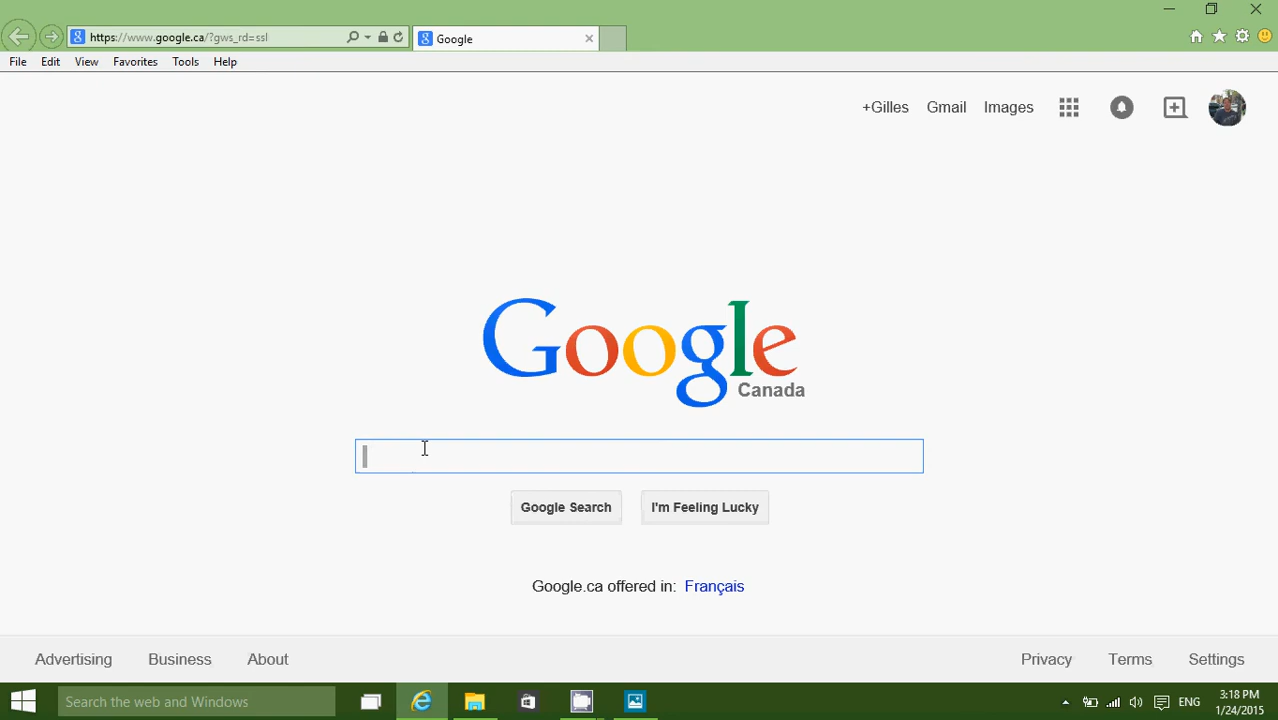 https://www.google.ca/?gws_rd=ssl
Google
File Edit View Favorites Tools Help
+Gilles Gmail Images
Google
Canada
Google Search I'm Feeling Lucky
Google.ca offered in: Français
Advertising Business About Privacy Terms Settings
Search the web and Windows
ENG
3:18 PM
1/24/2015